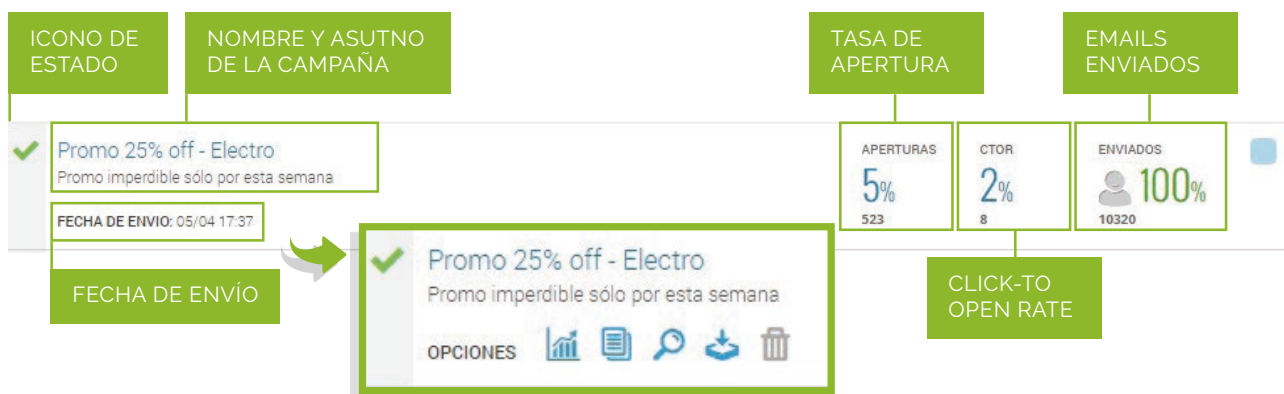 ICONO DE
ESTADO
NOMBRE Y ASUTNO
DE LA CAMPAÑA
TASA DE
APERTURA
EMAILS
ENVIADOS
Promo 25% off - Electro
Promo imperdible sólo por esta semana
FECHA DE ENVIO: 05/04 17:37
APERTURAS
5%
523
CTOR
2%
8
ENVIADOS
100%
10320
FECHA DE ENVÍO
Promo 25% off - Electro
Promo imperdible sólo por esta semana
OPCIONES
CLICK-TO
OPEN RATE